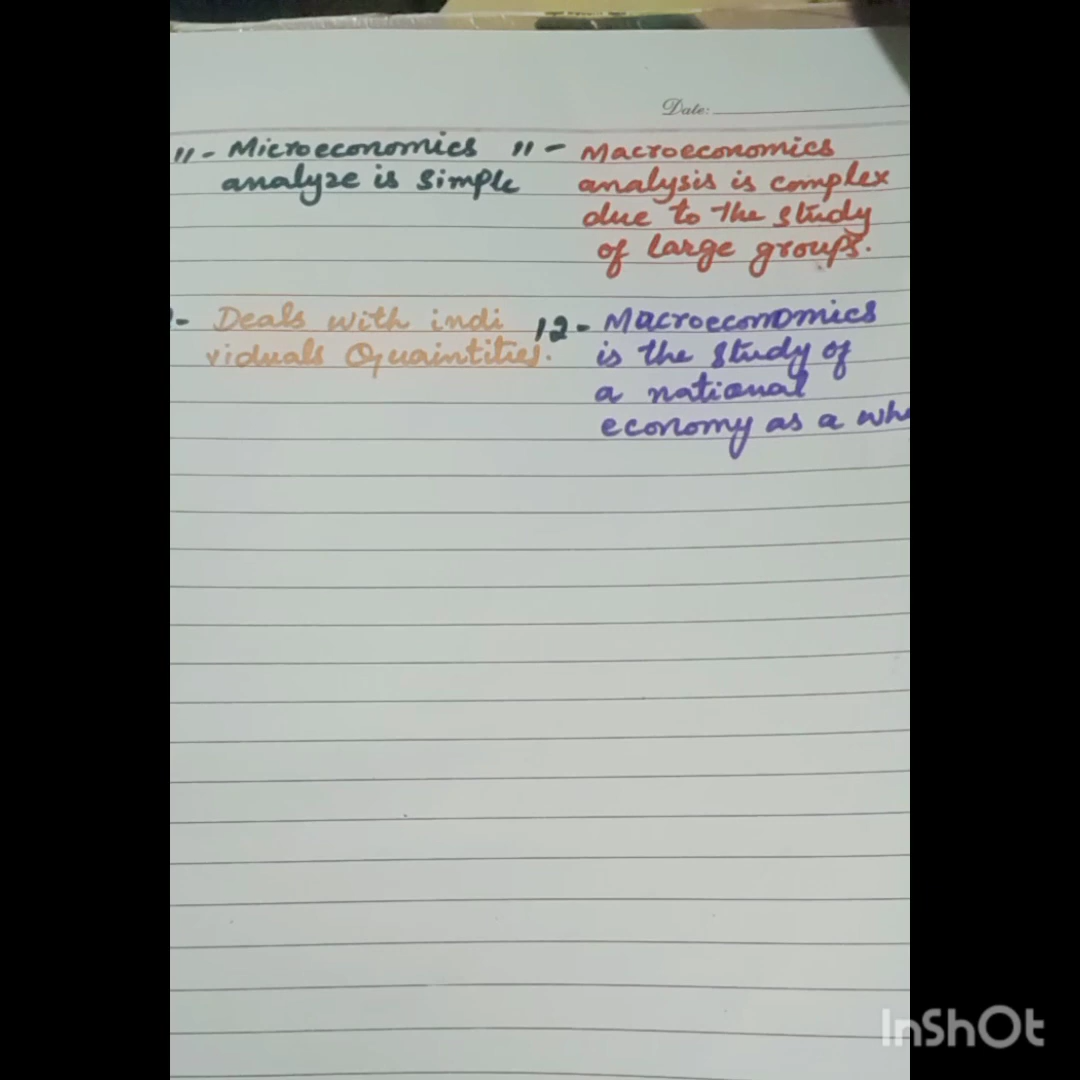 Date:
11- Microeconomics
analyze is simple
11- Macroeconomics
analysis is complex
due to the study
of large groups.
- Deals with indi
viduals Quaintities.
12- Macroeconomics
is the study of
a national
economy as a
InShOt